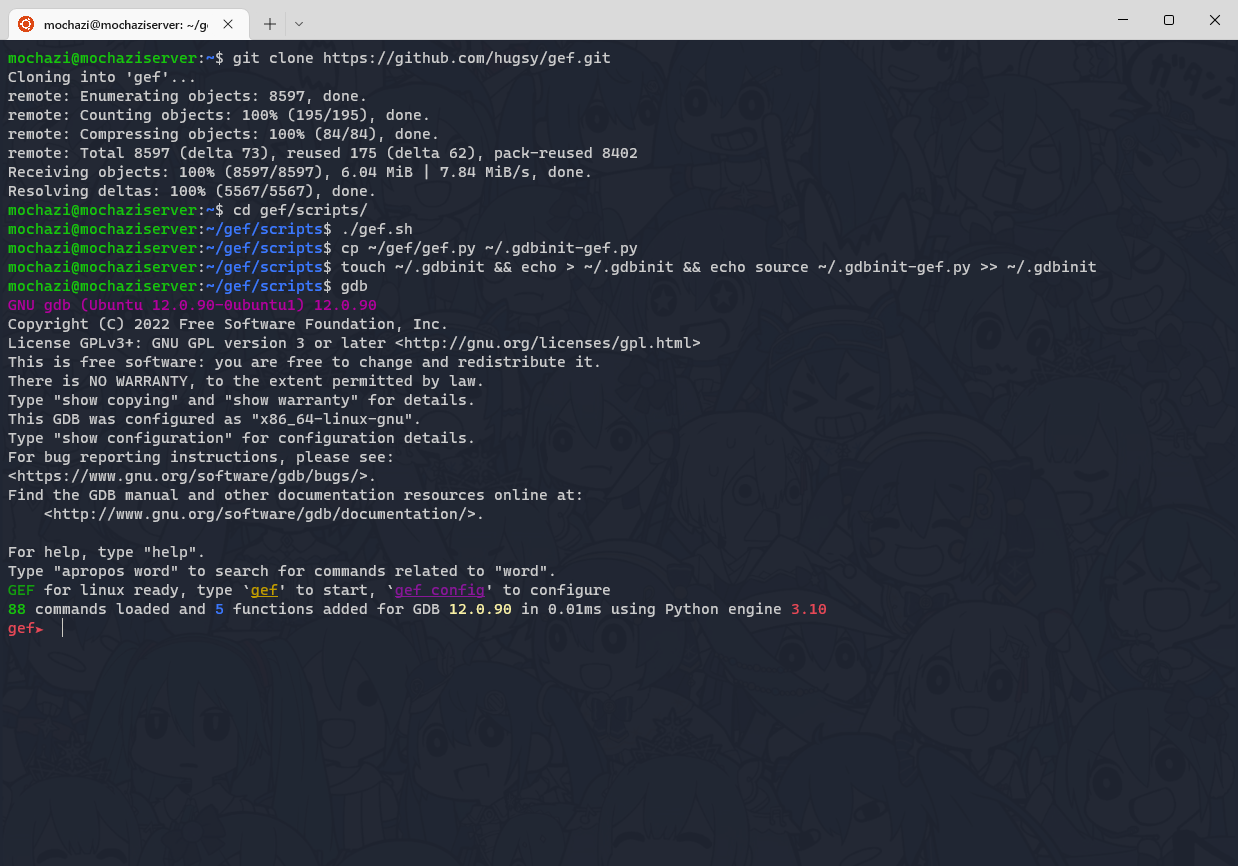 mochazi@mochaziserver: ~/ge
mochazi@mochaziserver:~$ git clone https://github.com/hugsy/gef.git
Cloning into 'gef'...
remote: Enumerating objects: 8597, done.
remote: Counting objects: 100% (195/195), done.
remote: Compressing objects: 100% (84/84), done.
remote: Total 8597 (delta 73), reused 175 (delta 62), pack-reused 8402
Receiving objects: 100% (8597/8597), 6.04 MiB | 7.84 MiB/s, done.
Resolving deltas: 100% (5567/5567), done.
mochazi@mochaziserver:~$ cd gef/scripts/
mochazi@mochaziserver:~/gef/scripts$ ./gef.sh
mochazi@mochaziserver:~/gef/scripts$ cp ~/gef/gef.py ~/.gdbinit-gef.py
mochazi@mochaziserver:~/gef/scripts$ touch ~/.gdbinit && echo > ~/.gdbinit && echo source ~/.gdbinit-gef.py >> ~/.gdbinit
mochazi@mochaziserver:~/gef/scripts$ gdb
GNU gdb (Ubuntu 12.0.90-0ubuntu1) 12.0.90
Copyright (C) 2022 Free Software Foundation, Inc.
License GPLv3+: GNU GPL version 3 or later <http://gnu.org/licenses/gpl.html>
This is free software: you are free to change and redistribute it.
There is NO WARRANTY, to the extent permitted by law.
Type "show copying" and "show warranty" for details.
This GDB was configured as "x86_64-linux-gnu".
Type "show configuration" for configuration details.
For bug reporting instructions, please see:
<https://www.gnu.org/software/gdb/bugs/>.
Find the GDB manual and other documentation resources online at:
    <http://www.gnu.org/software/gdb/documentation/>.

For help, type "help".
Type "apropos word" to search for commands related to "word".
GEF for linux ready, type `gef' to start, `gef config' to configure
88 commands loaded and 5 functions added for GDB 12.0.90 in 0.01ms using Python engine 3.10
gef▸